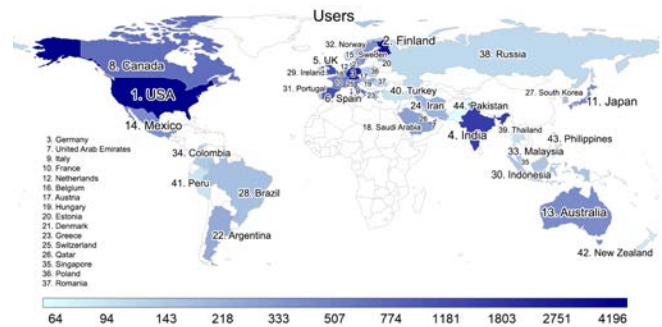 Users
32. Norway
2. Finland
15. Sweden
8. Canada
5. UK
38. Russia
29. Ireland
1. USA
31. Portugal
6. Spain
40. Turkey
27. South Korea
24. Iran
44. Pakistan
11. Japan
14. Mexico
18. Saudi Arabia
4. India
39. Thailand
43. Philippines
3. Germany
7. United Arab Emirates
9. Italy
10. France
12. Netherlands
16. Belgium
17. Austria
19. Hungary
20. Estonia
21. Denmark
23. Greece
25. Switzerland
26. Qatar
35. Singapore
36. Poland
37. Romania
34. Colombia
33. Malaysia
35
41. Peru
30. Indonesia
28. Brazil
13. Australia
22. Argentina
42. New Zealand
64 94 143 218 333 507 774 1181 1803 2751 4196